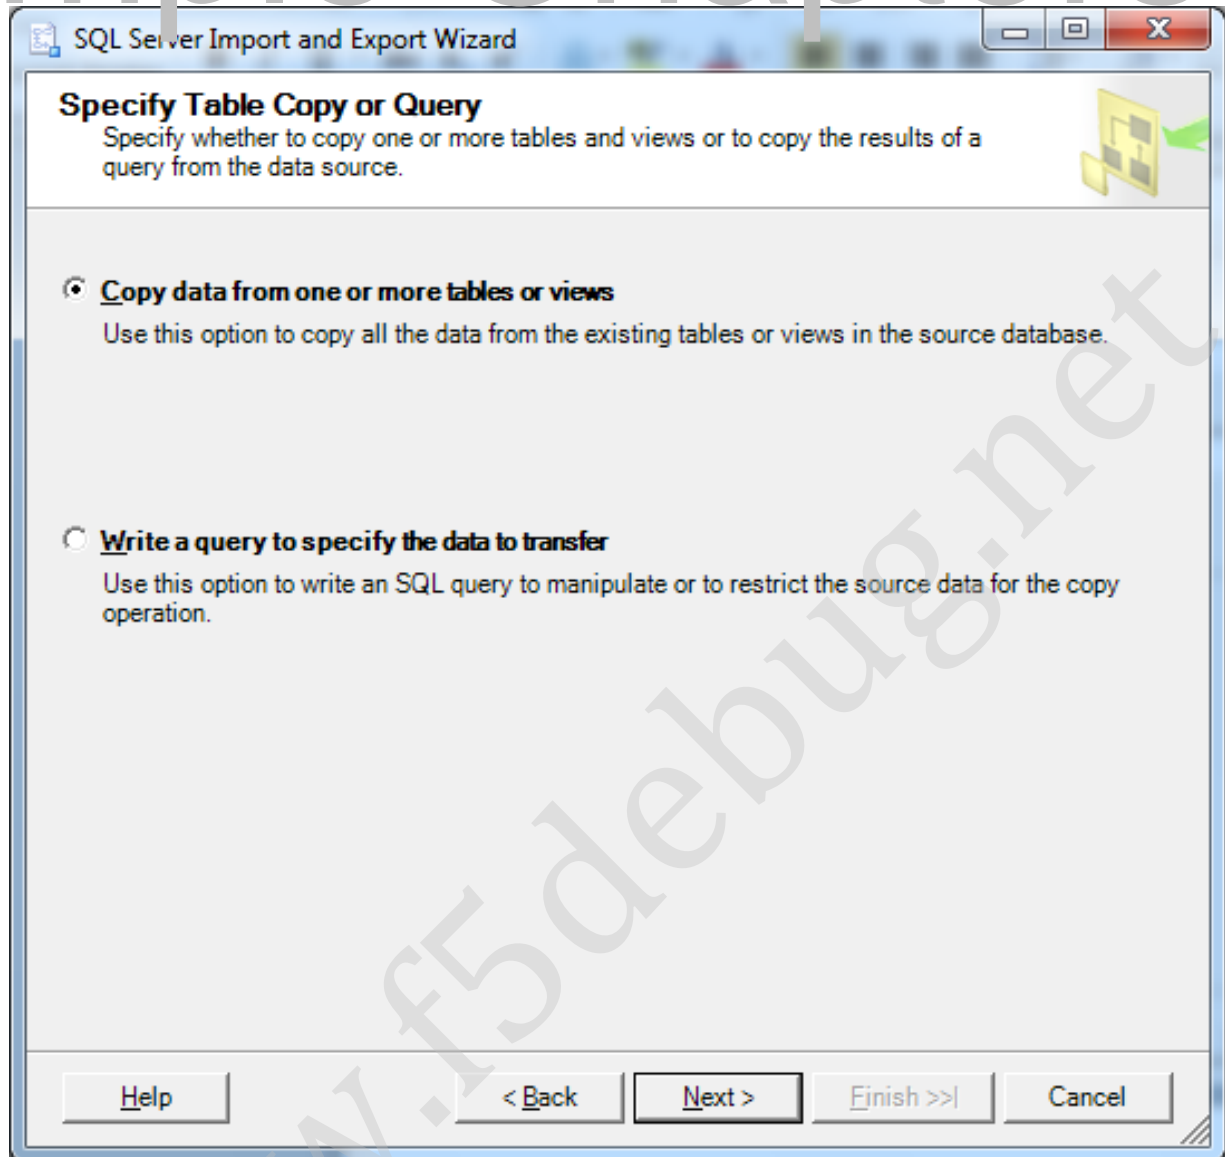 SQL Server Import and Export Wizard
Specify Table Copy or Query
Specify whether to copy one or more tables and views or to copy the results of a
query from the data source.
Copy data from one or more tables or views
Use this option to copy all the data from the existing tables or views in the source database.
Write a query to specify the data to transfer
Use this option to write an SQL query to manipulate or to restrict the source data for the copy
operation.
Help
< Back
Next >
Finish >>|
Cancel
w.f5debug.net